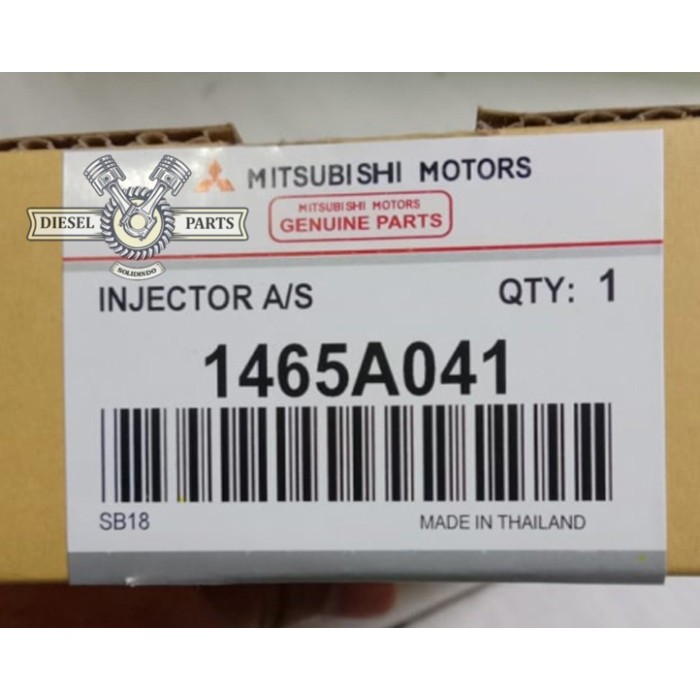 DIESEL PARTS
SOLIDINDO
MITSUBISHI MOTORS
MITSUBISHI MOTORS
GENUINE PARTS
INJECTOR A/S QTY: 1
1465A041
SB18 MADE IN THAILAND